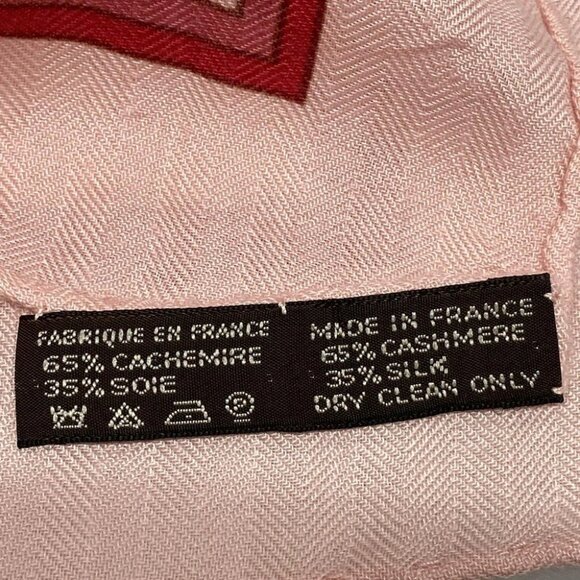 FABRIQUE EN FRANCE
65% CACHEMIRE
35% SOIE
MADE IN FRANCE
65% CASHMERE
35% SILK
DRY CLEAN ONLY